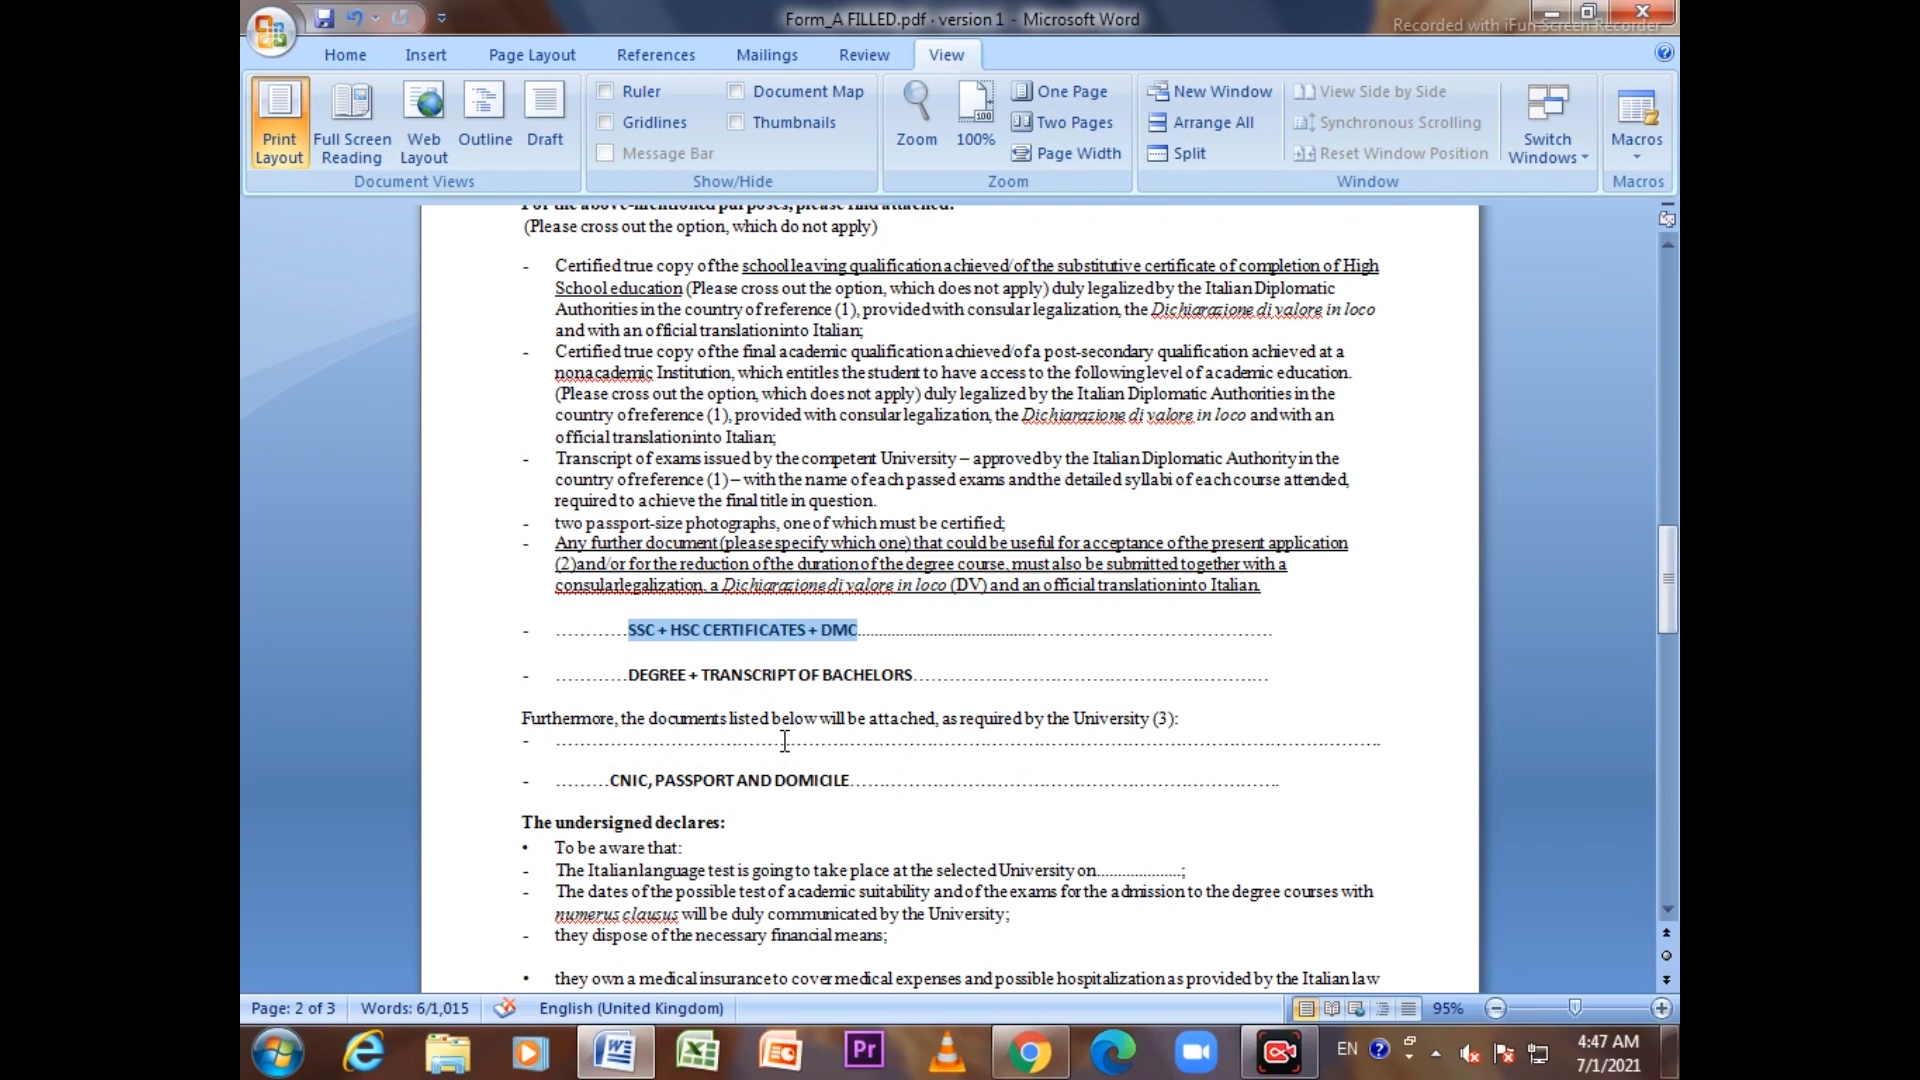 Form_A FILLED.pdf - version 1 - Microsoft Word
Recorded with iFun Screen Recorder
Home Insert Page Layout References Mailings Review View
Print Layout
Full Screen Reading
Web Layout
Outline
Draft
Document Views
Ruler
Gridlines
Message Bar
Document Map
Thumbnails
Show/Hide
Zoom
100%
One Page
Two Pages
Page Width
Zoom
New Window
Arrange All
Split
View Side by Side
Synchronous Scrolling
Reset Window Position
Switch Windows
Window
Macros
Macros
For the above-mentioned purposes, please find attached:
(Please cross out the option, which do not apply)
- Certified true copy of the school leaving qualification achieved/of the substitutive certificate of completion of High
School education (Please cross out the option, which does not apply) duly legalized by the Italian Diplomatic
Authorities in the country of reference (1), provided with consular legalization, the Dichiarazione di valore in loco
and with an official translation into Italian;
- Certified true copy of the final academic qualification achieved/of a post-secondary qualification achieved at a
nonacademic Institution, which entitles the student to have access to the following level of academic education.
(Please cross out the option, which does not apply) duly legalized by the Italian Diplomatic Authorities in the
country of reference (1), provided with consular legalization, the Dichiarazione di valore in loco and with an
official translation into Italian;
- Transcript of exams issued by the competent University – approved by the Italian Diplomatic Authority in the
country of reference (1) – with the name of each passed exams and the detailed syllabi of each course attended,
required to achieve the final title in question.
- two passport-size photographs, one of which must be certified;
- Any further document (please specify which one) that could be useful for acceptance of the present application
(2)and/or for the reduction of the duration of the degree course, must also be submitted together with a
consularlegalization, a Dichiarazione di valore in loco (DV) and an official translation into Italian.
- …………SSC + HSC CERTIFICATES + DMC..........................................……………………………………
- …………DEGREE + TRANSCRIPT OF BACHELORS……………………………………………………
Furthermore, the documents listed below will be attached, as required by the University (3):
- ………………………………………………………………………………………………………………………..
- ………CNIC, PASSPORT AND DOMICILE…………………………………………………………………….
The undersigned declares:
• To be aware that:
- The Italian language test is going to take place at the selected University on.....................;
- The dates of the possible test of academic suitability and of the exams for the admission to the degree courses with
numerus clausus will be duly communicated by the University;
- they dispose of the necessary financial means;
• they own a medical insurance to cover medical expenses and possible hospitalization as provided by the Italian law
Page: 2 of 3 Words: 6/1,015 English (United Kingdom) 95%
Pr
EN
4:47 AM
7/1/2021